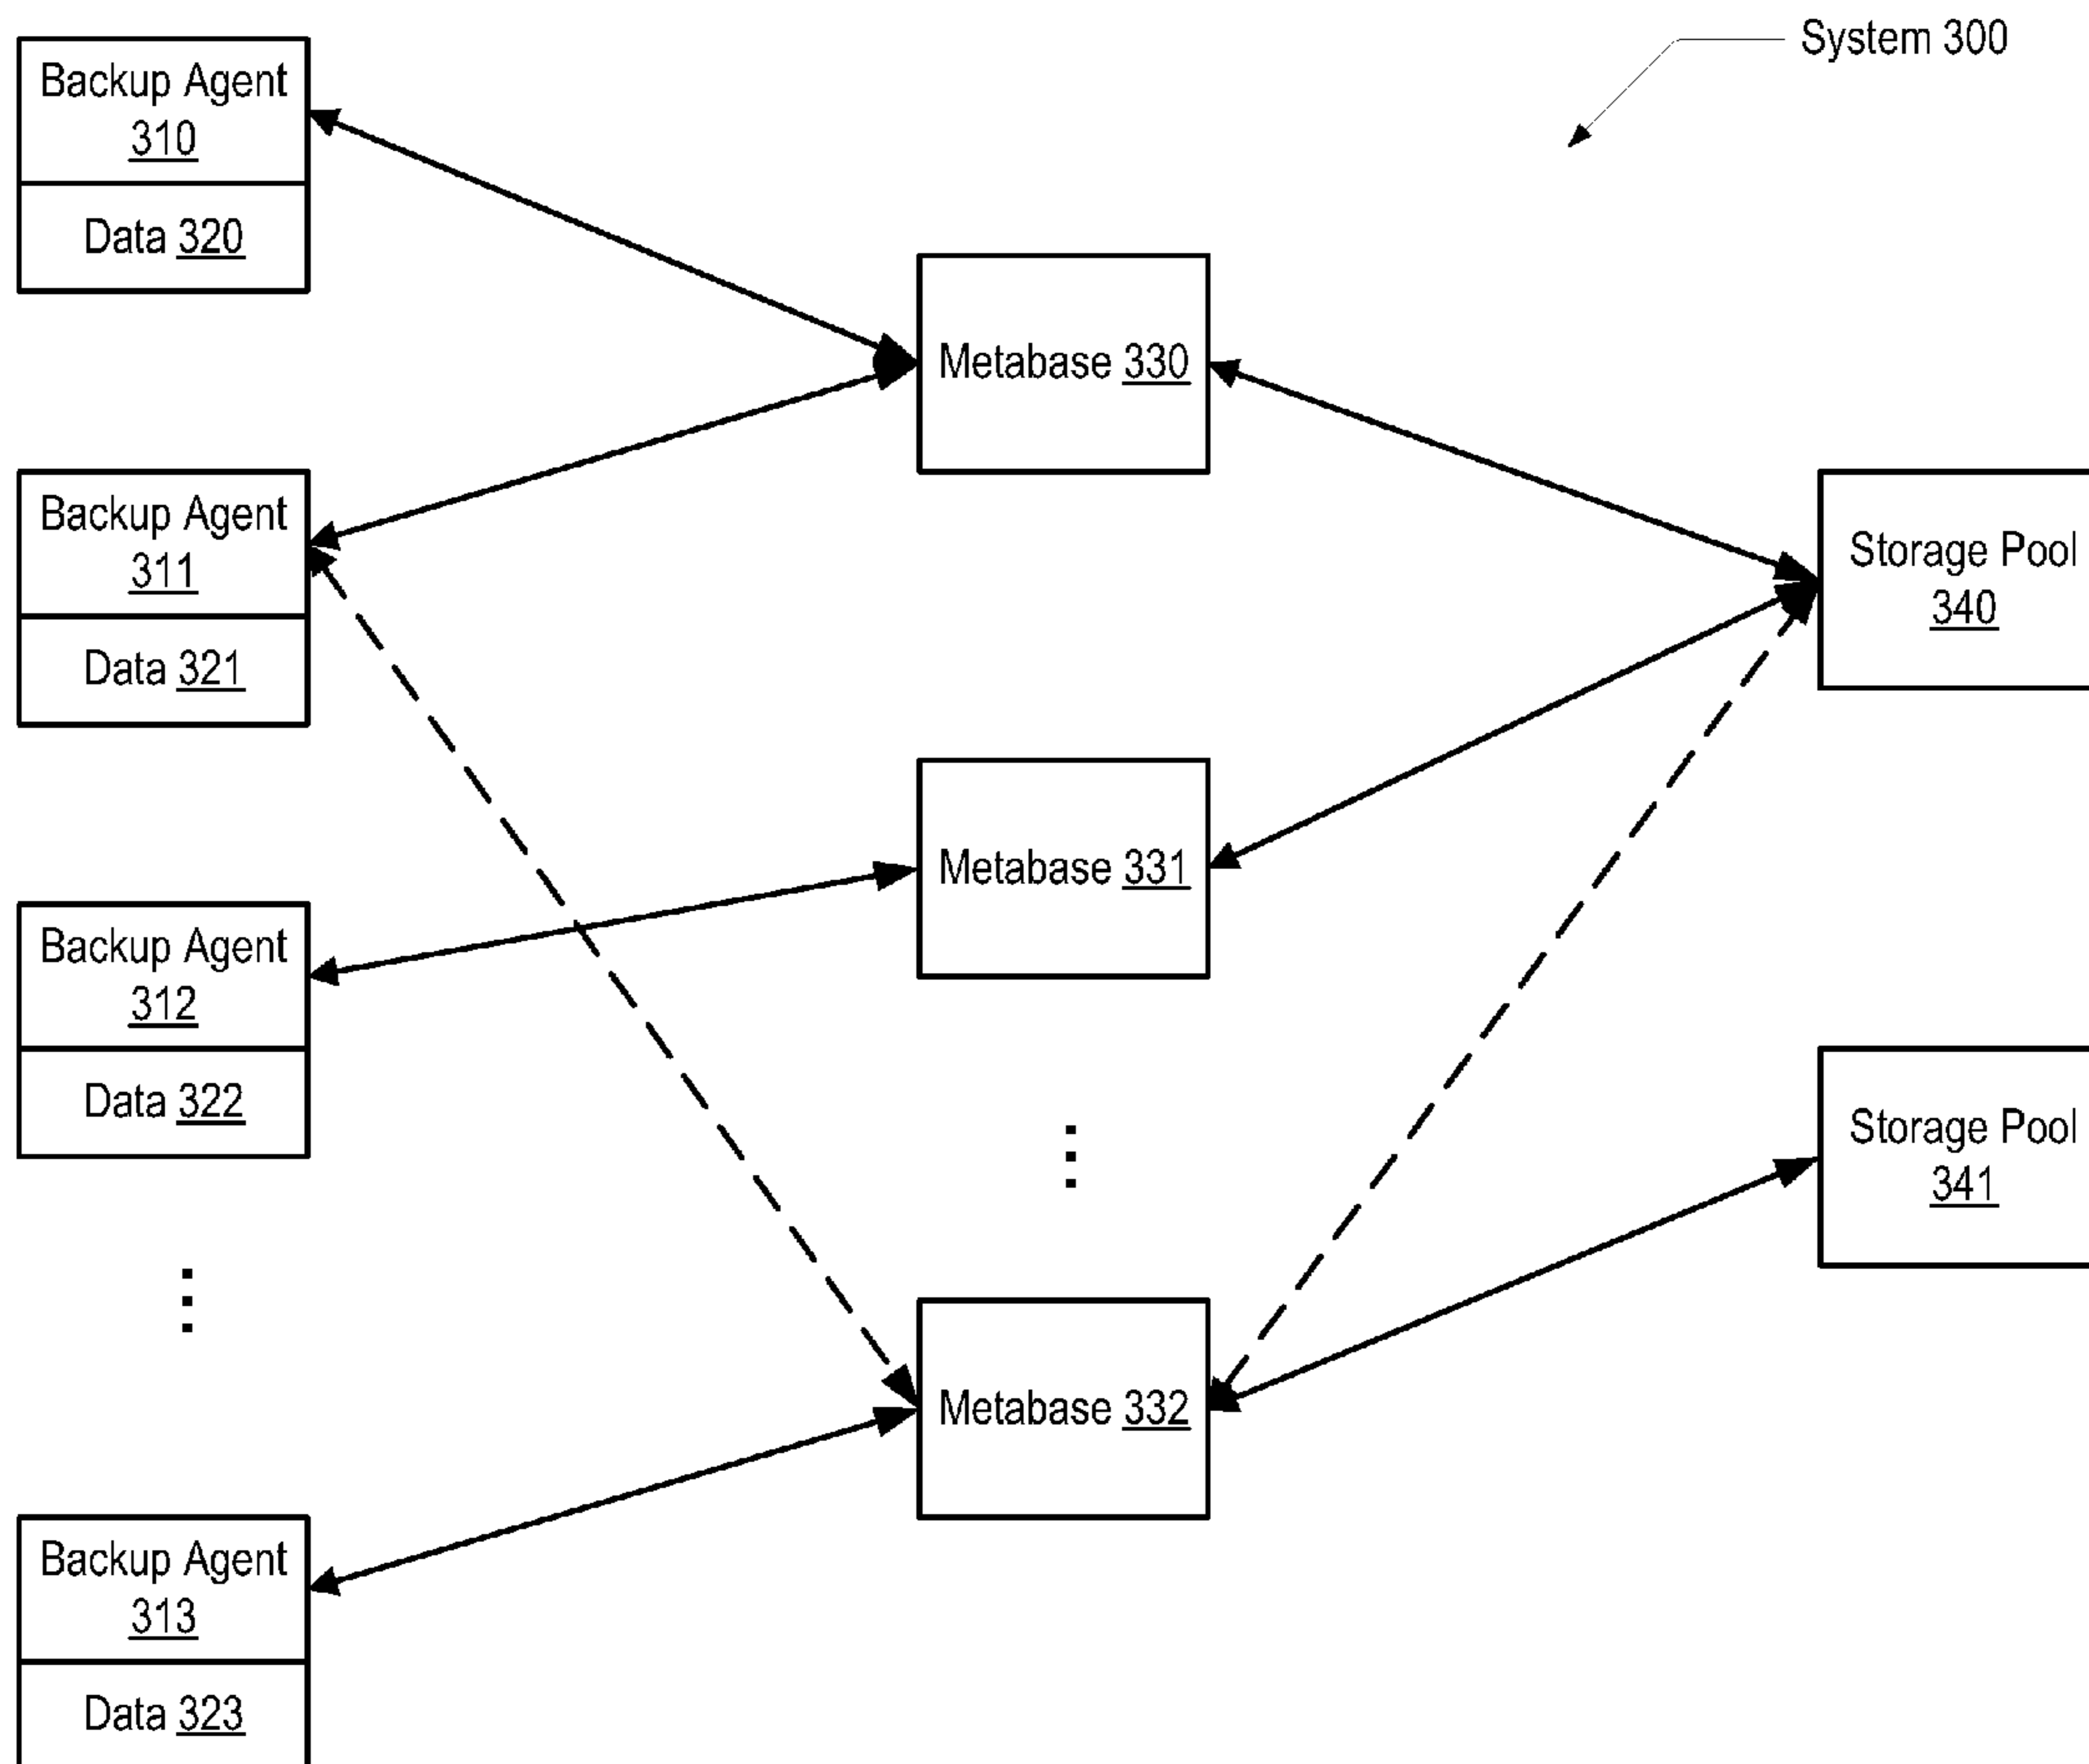 System 300
Backup Agent
310
Data 320
Metabase 330
Backup Agent
311
Data 321
Storage Pool
340
Metabase 331
Backup Agent
312
Data 322
Storage Pool
341
Metabase 332
Backup Agent
313
Data 323